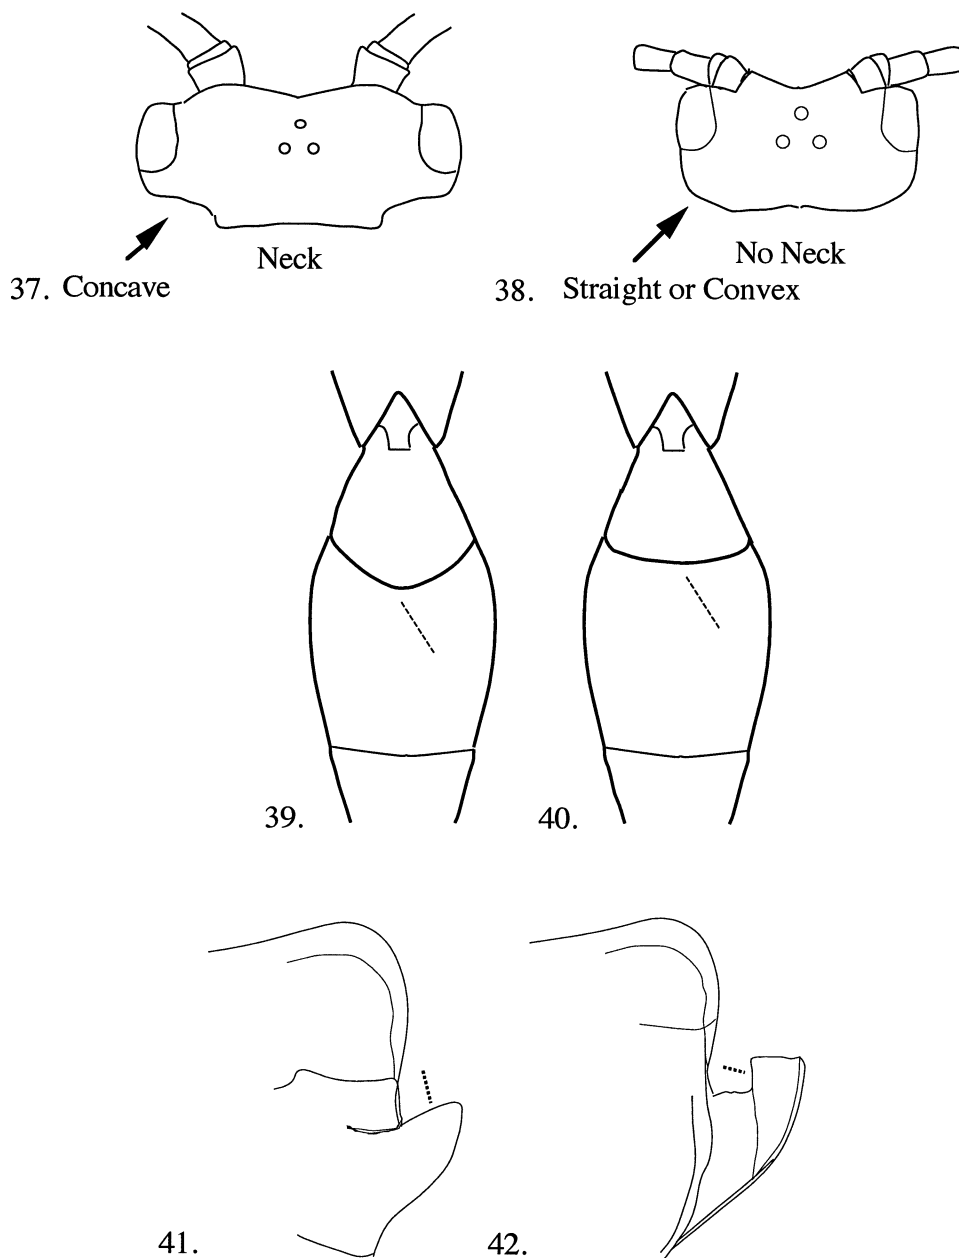 Neck
37. Concave
No Neck
38. Straight or Convex
39.
40.
41.
42.